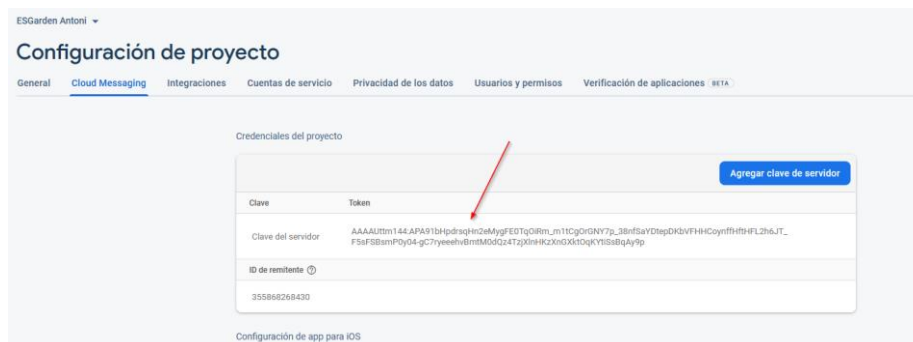 ESGarden Antoni
Configuración de proyecto
General Cloud Messaging Integraciones Cuentas de servicio Privacidad de los datos Usuarios y permisos Verificación de aplicaciones BETA
Credenciales del proyecto
Agregar clave de servidor
Clave Token
Clave del servidor
ID de remitente
355868268430
Configuración de app para iOS